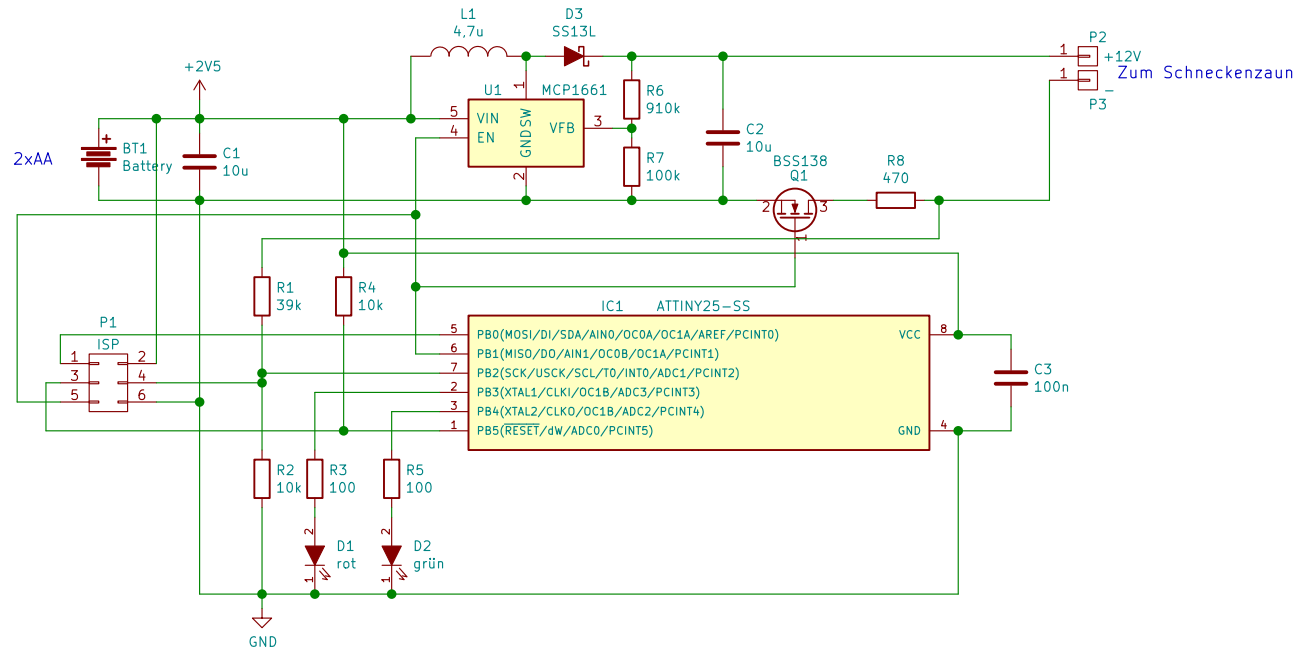 L1
4,7u
D3
SS13L
P2
1
+12V
1
Zum Schneckenzaun
-
P3
+2V5
U1
MCP1661
1
5
VIN
4
EN
GND
SW
VFB
3
2
R6
910k
R7
100k
C2
10u
2xAA
+
BT1
Battery
C1
10u
BSS138
Q1
2
3
1
R8
470
R1
39k
R4
10k
P1
ISP
1
2
3
4
5
6
IC1
ATTINY25-SS
5
PB0(MOSI/DI/SDA/AIN0/OC0A/OC1A/AREF/PCINT0)
6
PB1(MISO/DO/AIN1/OC0B/OC1A/PCINT1)
7
PB2(SCK/USCK/SCL/T0/INT0/ADC1/PCINT2)
2
PB3(XTAL1/CLKI/OC1B/ADC3/PCINT3)
3
PB4(XTAL2/CLKO/OC1B/ADC2/PCINT4)
1
PB5(RESET/dW/ADC0/PCINT5)
VCC
8
GND
4
C3
100n
R2
10k
R3
100
R5
100
2
D1
rot
1
2
D2
grün
1
GND